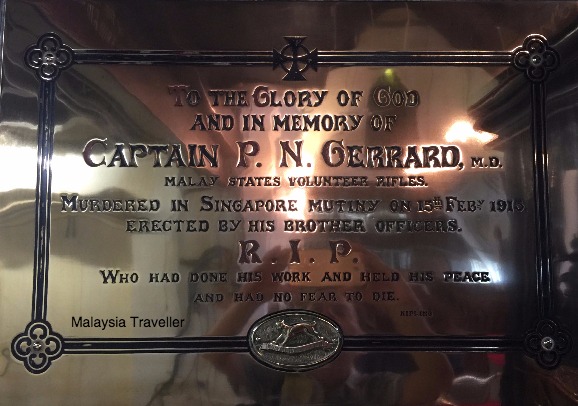 TO THE GLORY OF GOD
AND IN MEMORY OF
CAPTAIN P. N. GERRARD, M.D.
MALAY STATES VOLUNTEER RIFLES.
MURDERED IN SINGAPORE MUTINY ON 15TH FEBY 1915
ERECTED BY HIS BROTHER OFFICERS.
R. I. P.
WHO HAD DONE HIS WORK AND HELD HIS PEACE
AND HAD NO FEAR TO DIE.
KIPLING
Malaysia Traveller